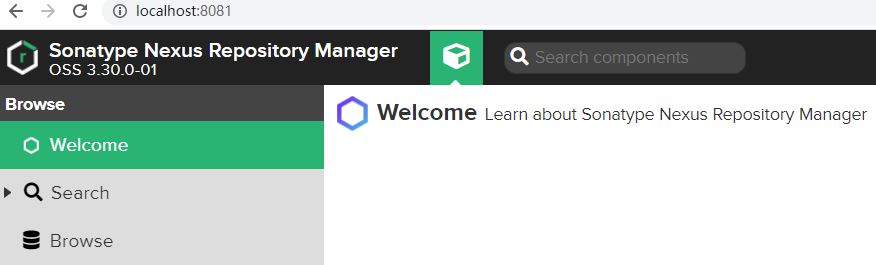 localhost:8081
Sonatype Nexus Repository Manager
OSS 3.30.0-01
Search components
Browse
Welcome
Search
Browse
Welcome Learn about Sonatype Nexus Repository Manager